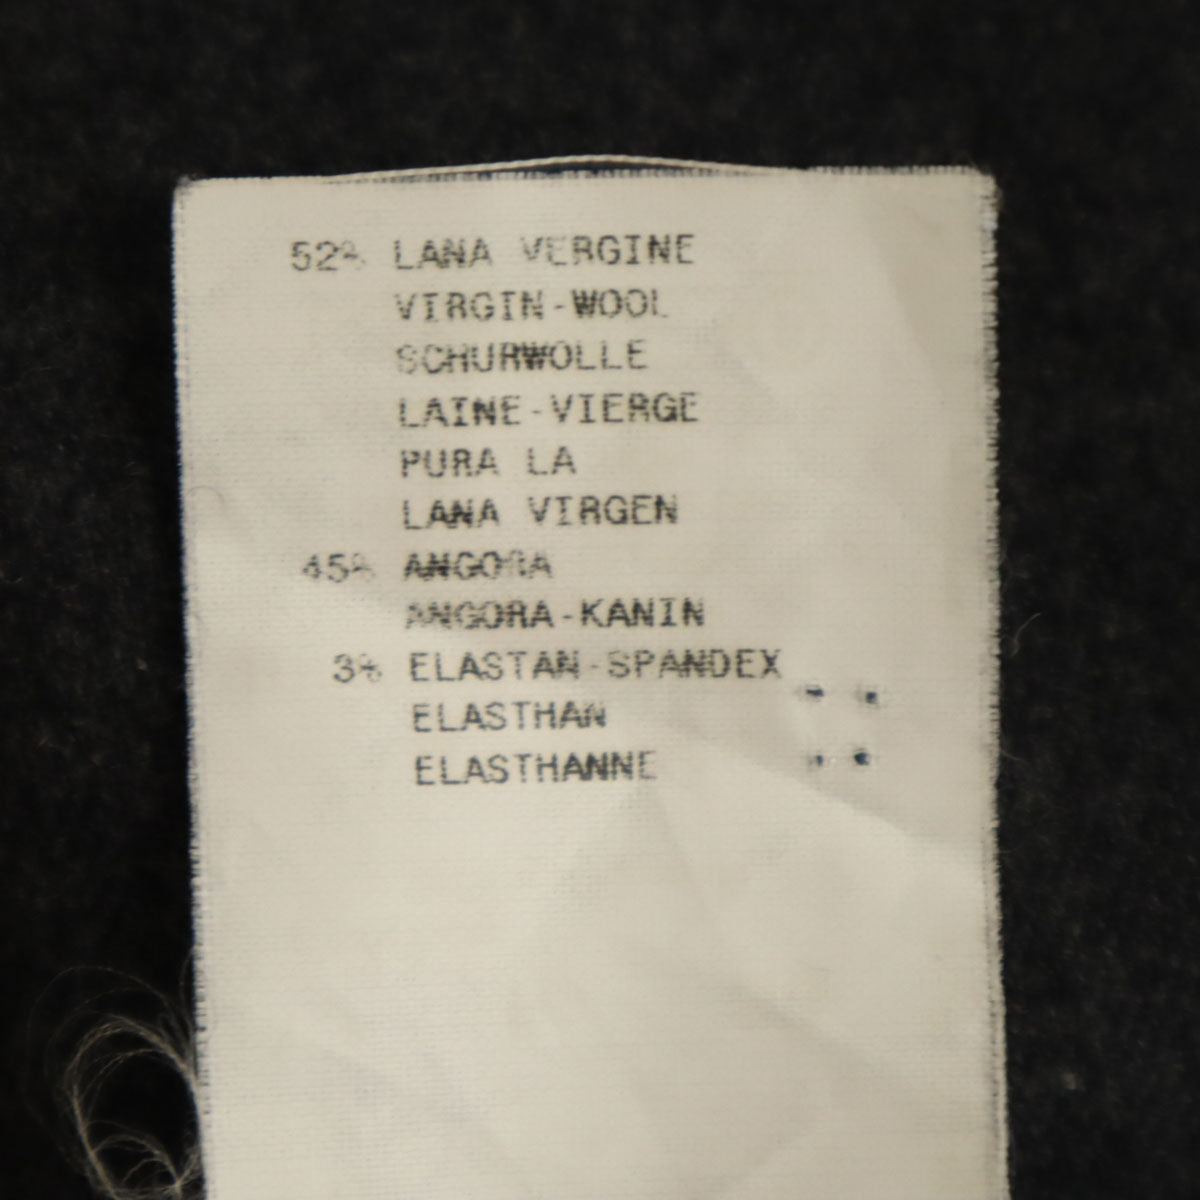 52% LANA VERGINE
VIRGIN-WOOL
SCHURWOLLE
LAINE-VIERGE
PURA LA
LANA VIRGEN
45% ANGORA
ANGORA-KANIN
3% ELASTAN-SPANDEX
ELASTHAN
ELASTHANNE